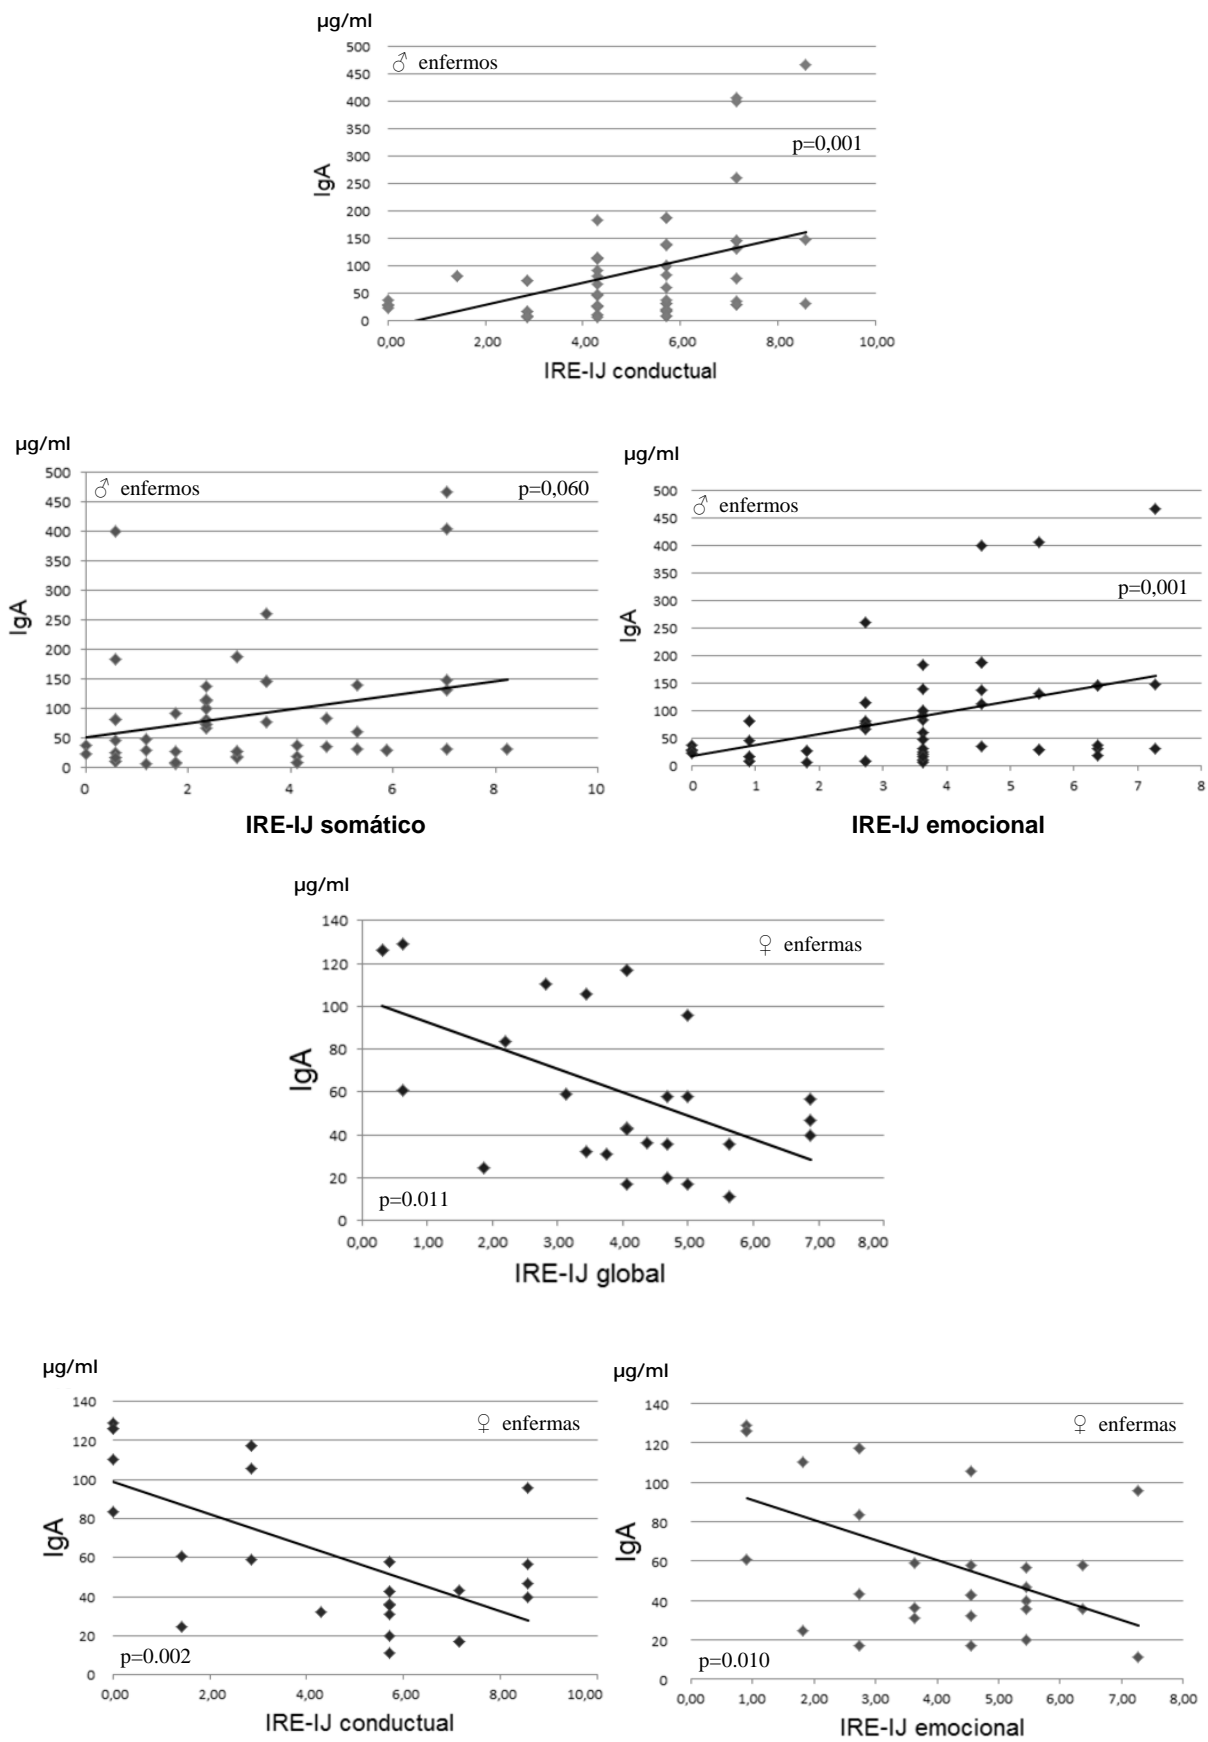 µg/ml
500
450
400
350
300
250
200
150
100
50
0
♂ enfermos
p=0,001
IgA
0,00 2,00 4,00 6,00 8,00 10,00
IRE-IJ conductual
µg/ml
500
450
400
350
300
250
200
150
100
50
0
♂ enfermos
p=0,060
IgA
0 2 4 6 8 10
IRE-IJ somático
µg/ml
500
450
400
350
300
250
200
150
100
50
0
♂ enfermos
p=0,001
IgA
0 1 2 3 4 5 6 7 8
IRE-IJ emocional
µg/ml
140
120
100
80
60
40
20
0
♀ enfermas
IgA
p=0.011
0,00 1,00 2,00 3,00 4,00 5,00 6,00 7,00 8,00
IRE-IJ global
µg/ml
140
120
100
80
60
40
20
0
♀ enfermas
IgA
p=0.002
0,00 2,00 4,00 6,00 8,00 10,00
IRE-IJ conductual
µg/ml
140
120
100
80
60
40
20
0
♀ enfermas
IgA
p=0.010
0,00 1,00 2,00 3,00 4,00 5,00 6,00 7,00 8,00
IRE-IJ emocional